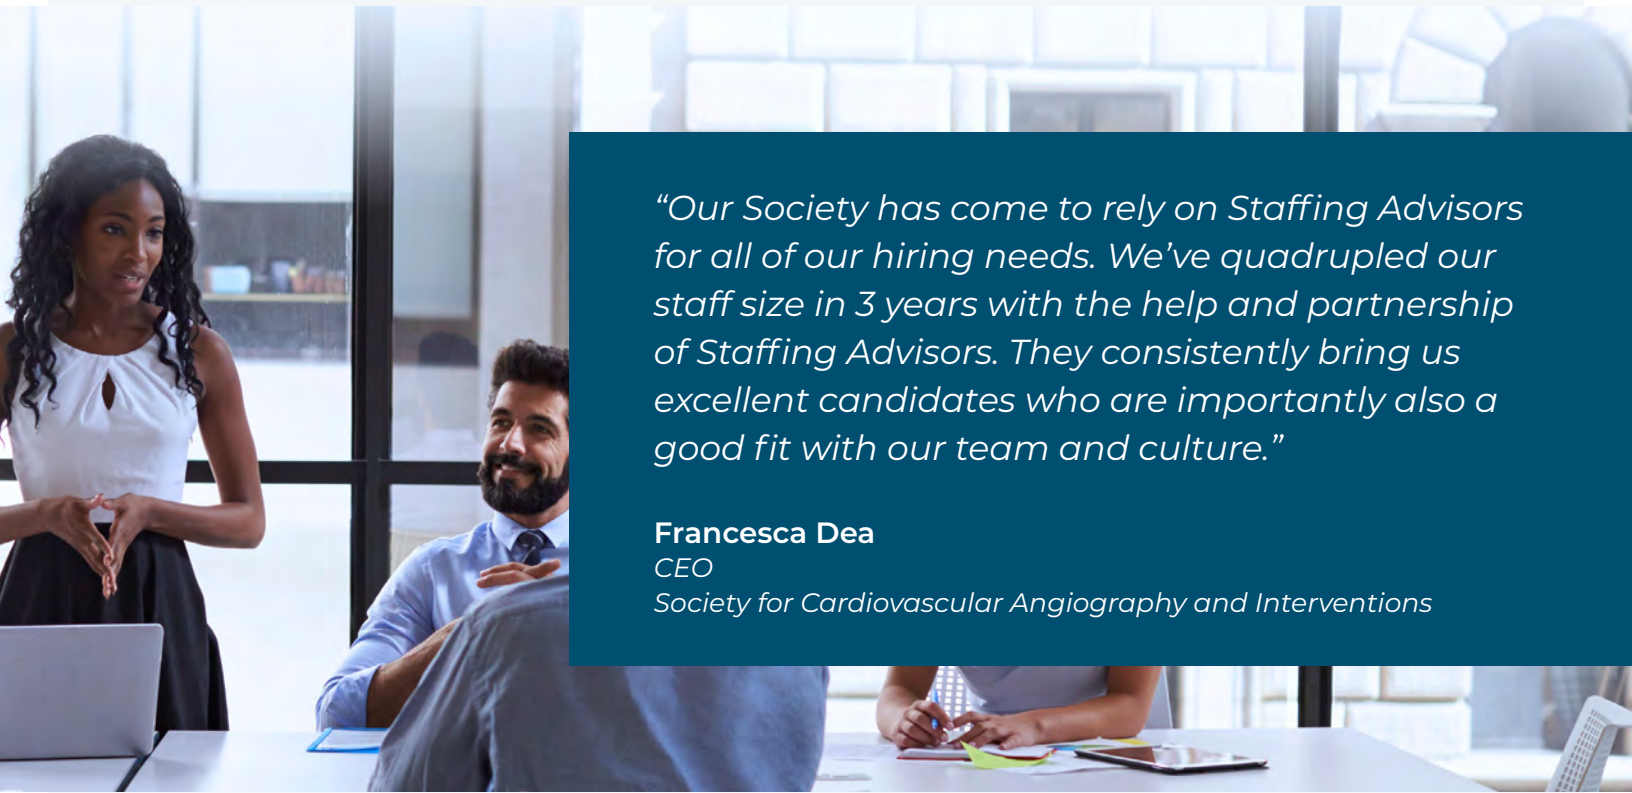 “Our Society has come to rely on Staffing Advisors
for all of our hiring needs. We’ve quadrupled our
staff size in 3 years with the help and partnership
of Staffing Advisors. They consistently bring us
excellent candidates who are importantly also a
good fit with our team and culture.”
Francesca Dea
CEO
Society for Cardiovascular Angiography and Interventions